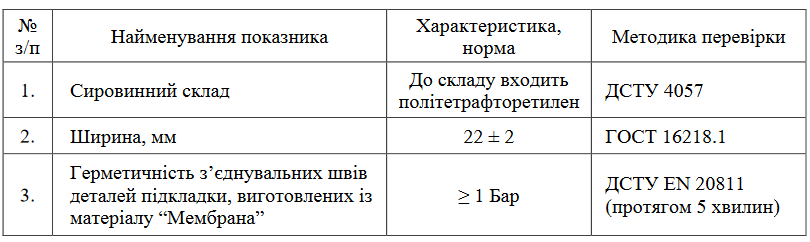 № з/п
Найменування показника
Характеристика, норма
Методика перевірки
1.
Сировинний склад
До складу входить
політетрафторетилен
ДСТУ 4057
2.
Ширина, мм
22 ± 2
ГОСТ 16218.1
3.
Герметичність з’єднувальних швів
деталей підкладки, виготовлених із
матеріалу “Мембрана”
≥ 1 Бар
ДСТУ EN 20811
(протягом 5 хвилин)